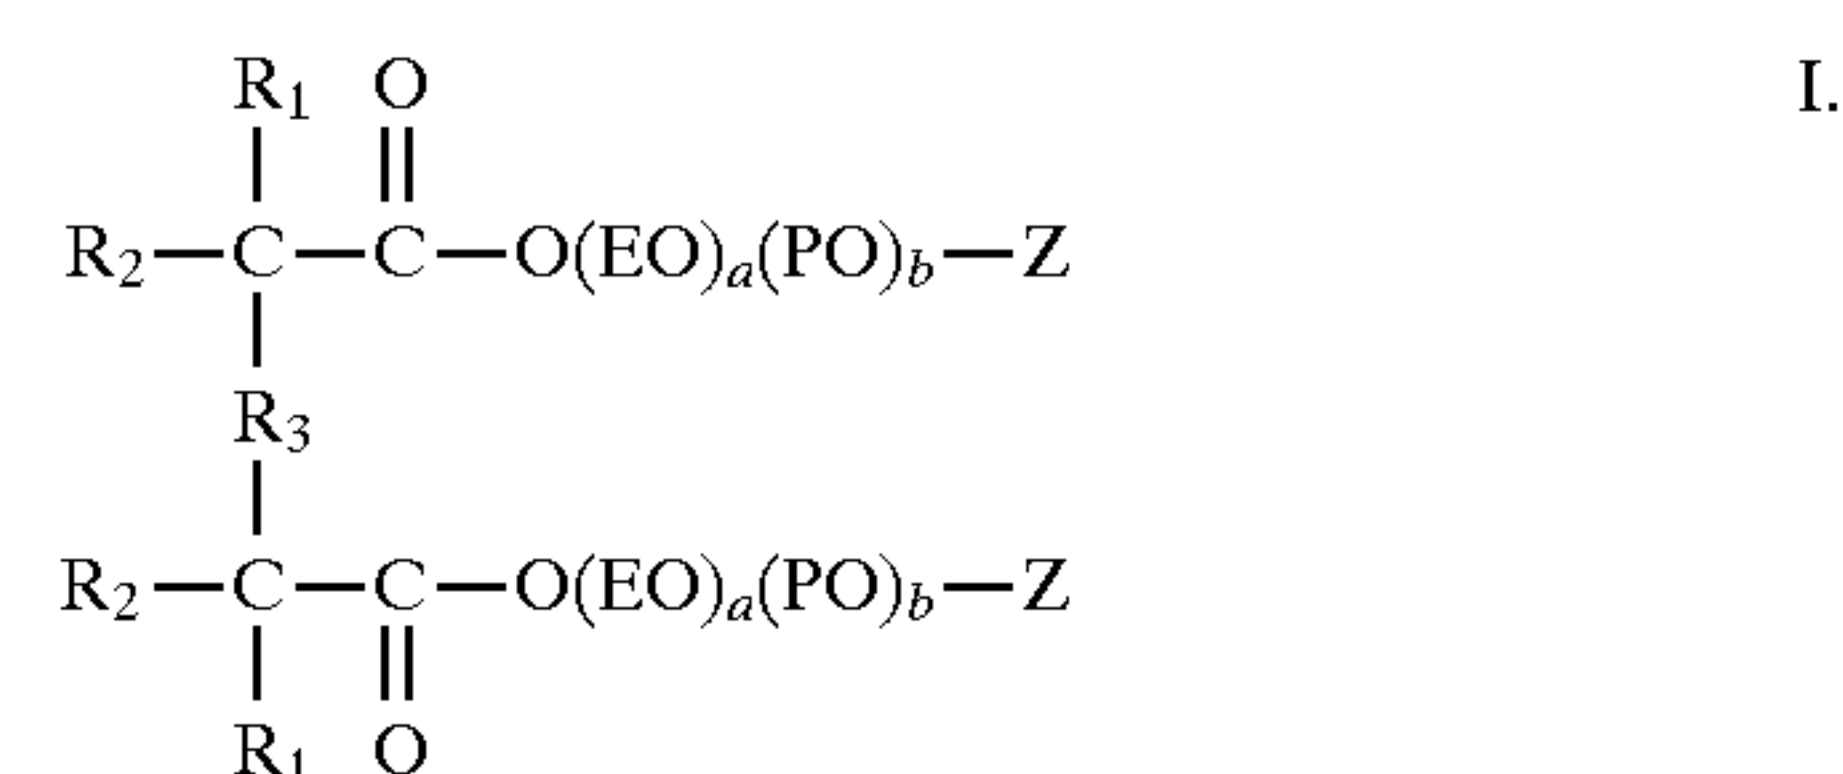 R₁ O I.
R₂—C—C—O(EO)ₐ(PO)b—Z
R₃
R₂—C—C—O(EO)ₐ(PO)b—Z
R₁ O